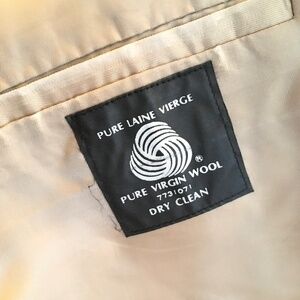 PURE LAINE VIERGE
®
PURE VIRGIN WOOL
7731071
DRY CLEAN